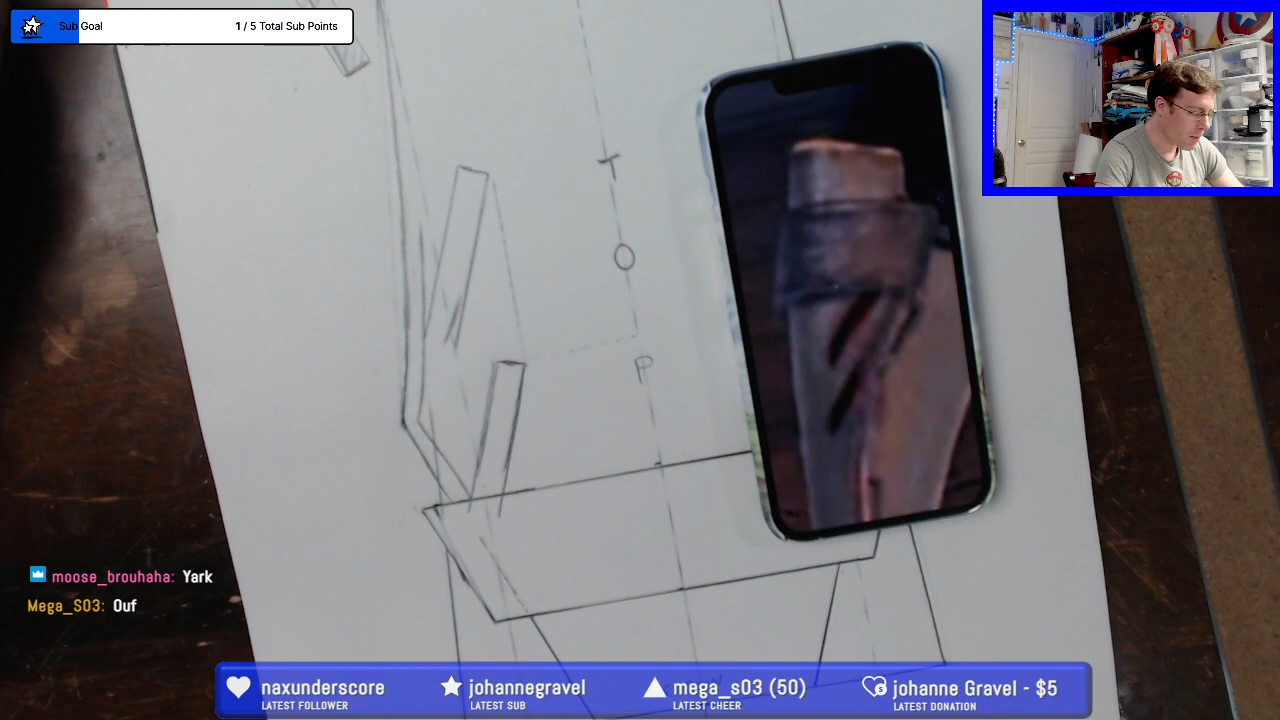 Sub Goal
1 / 5 Total Sub Points
T
O
P
moose_brouhaha: Yark
Mega_S03: Ouf
naxunderscore
LATEST FOLLOWER
johannegravel
LATEST SUB
mega_s03 (50)
LATEST CHEER
johanne Gravel - $5
LATEST DONATION